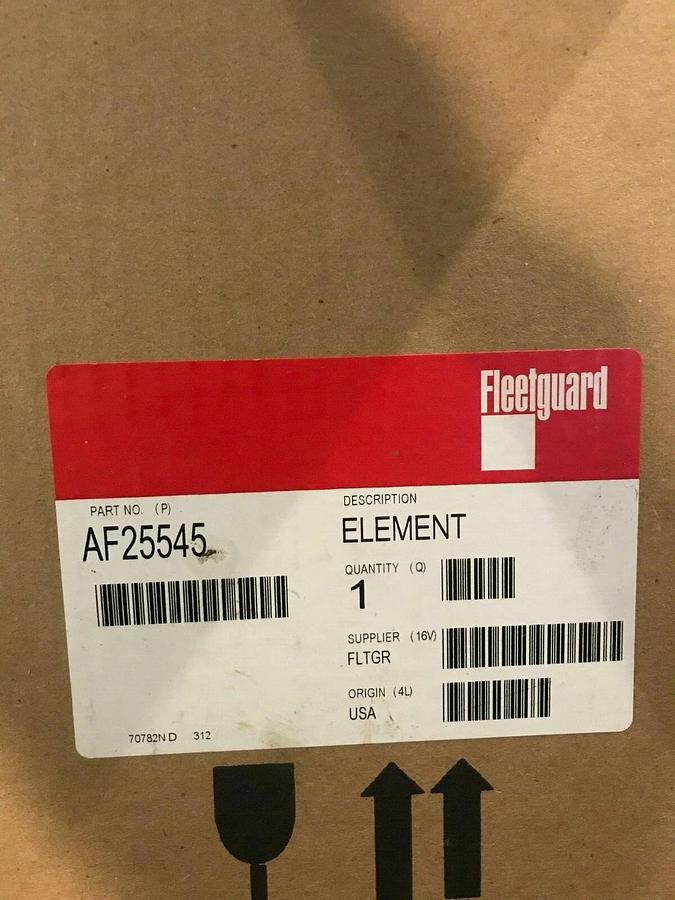 Fleetguard
PART NO. (P)
AF25545
DESCRIPTION
ELEMENT
QUANTITY (Q)
1
SUPPLIER (16V)
FLTGR
ORIGIN (4L)
USA
70782N D 312